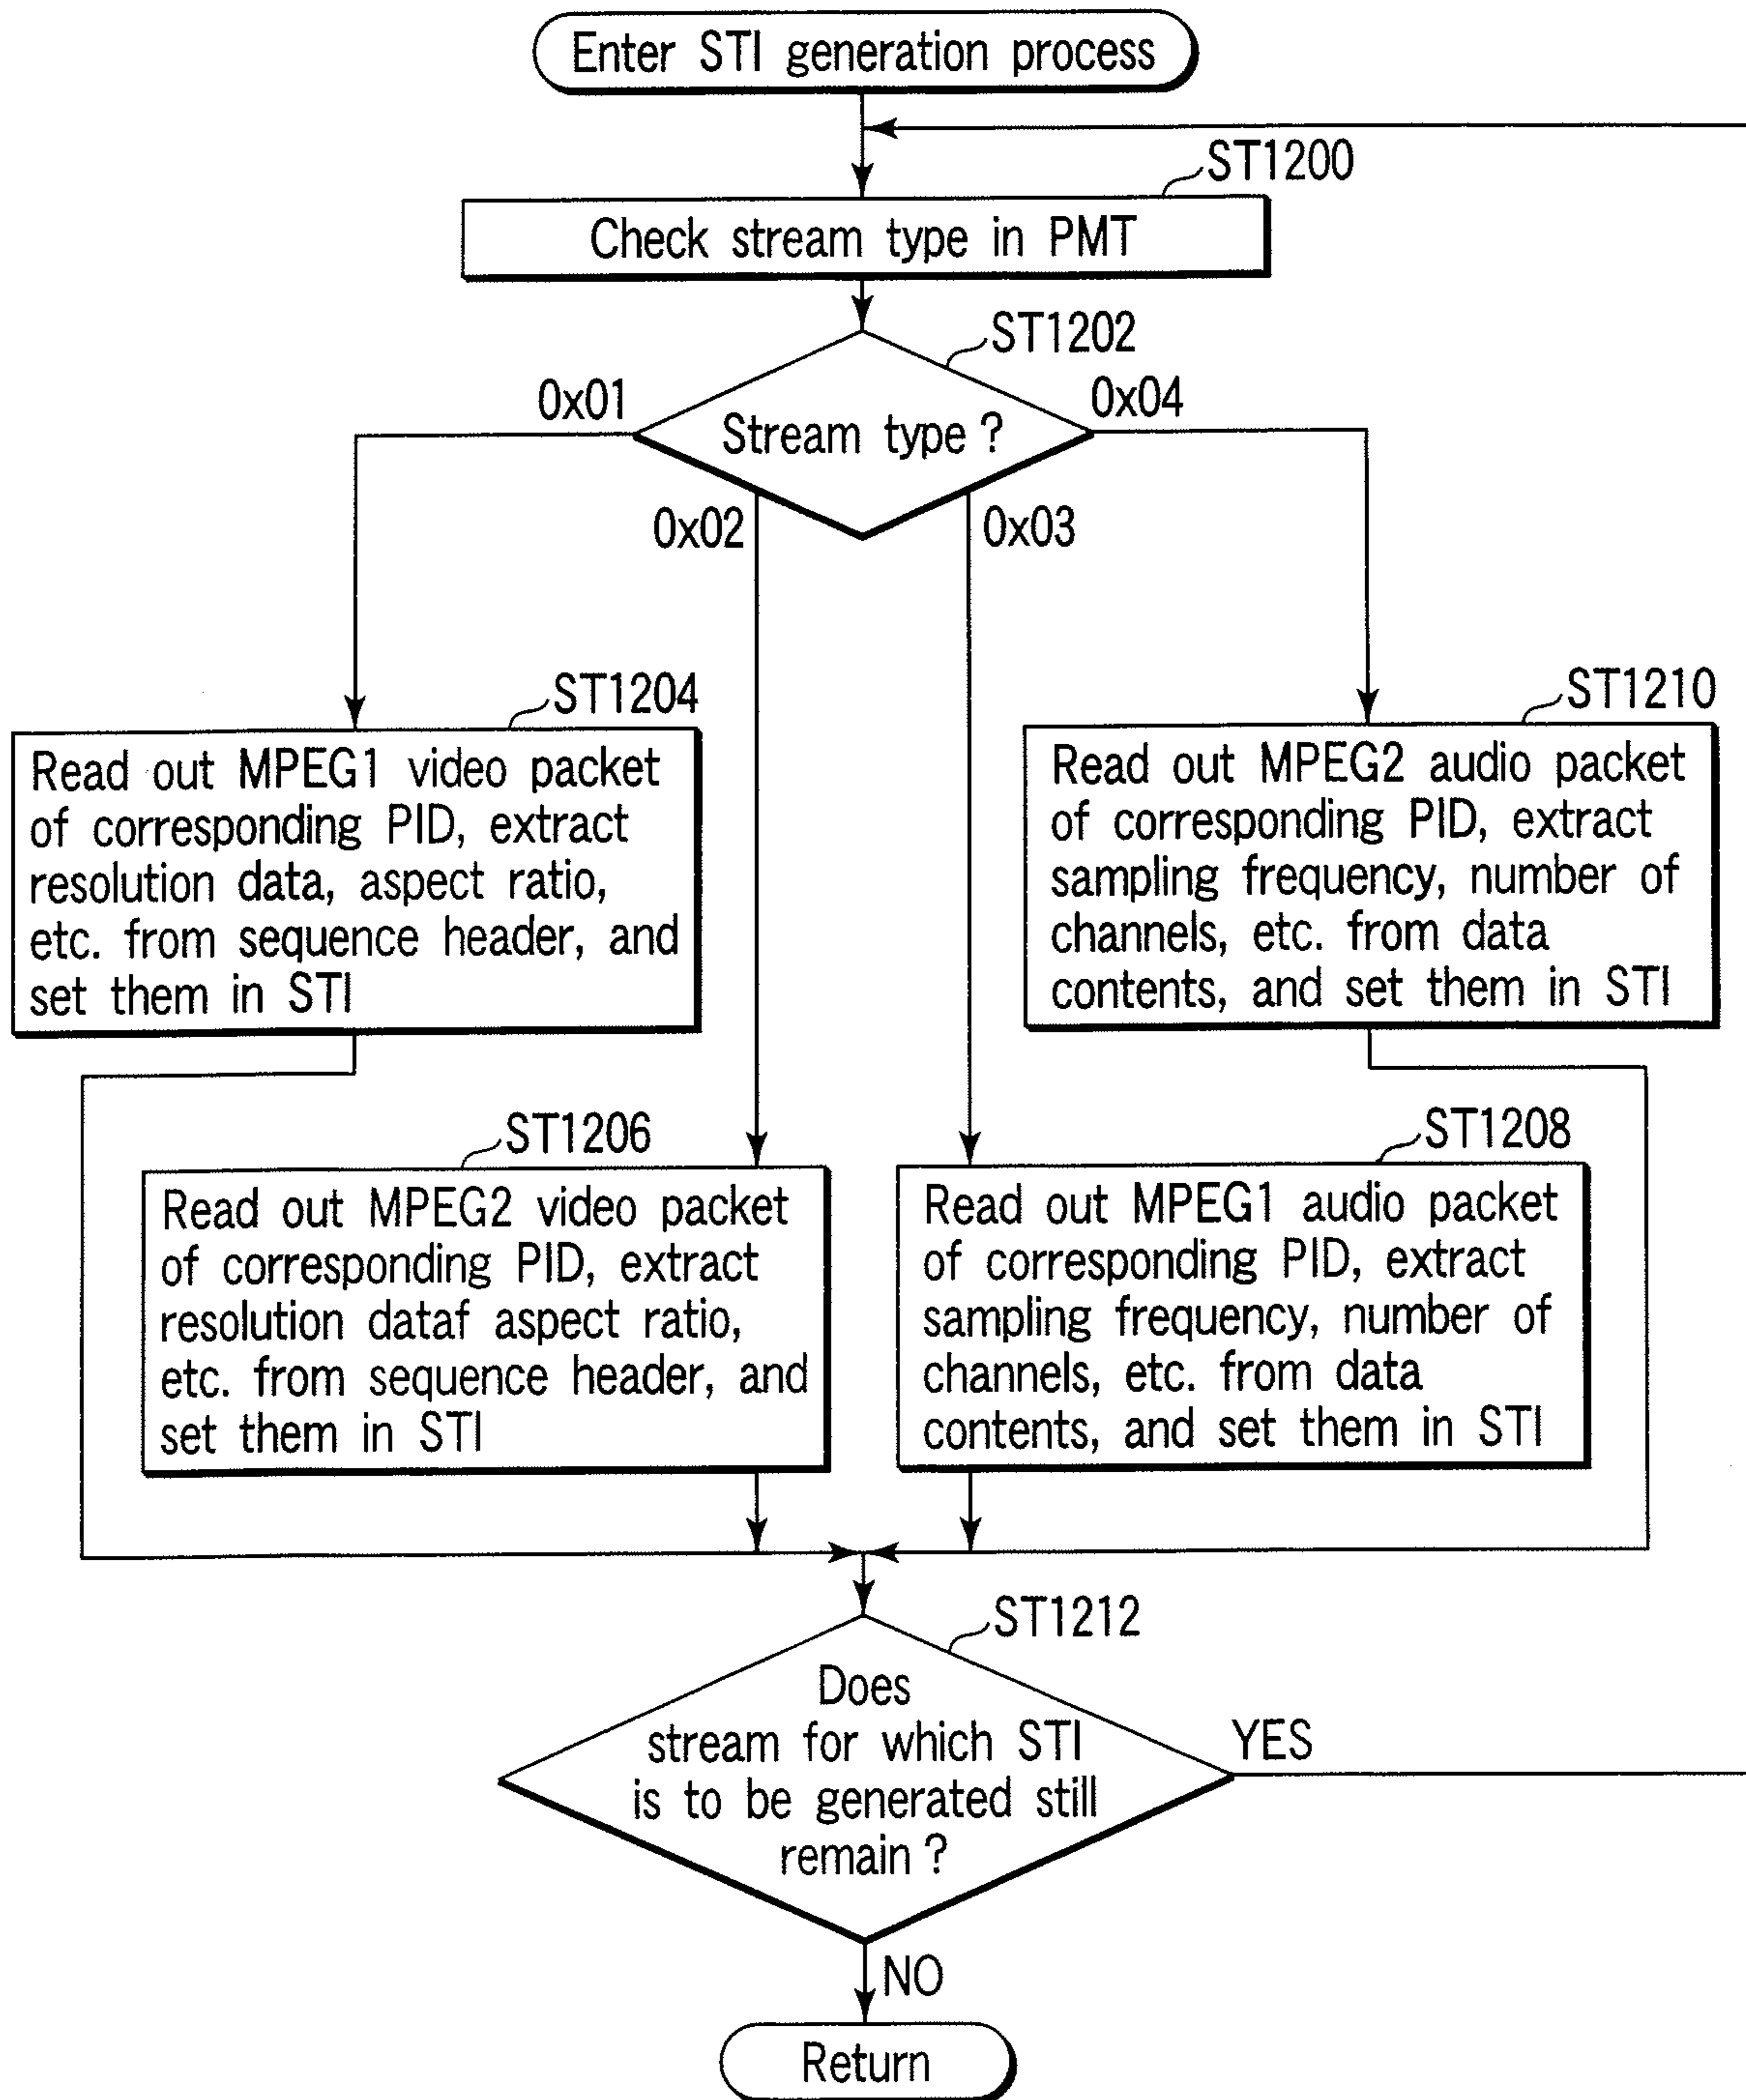 Enter STI generation process
ST1200
Check stream type in PMT
ST1202
0x01
0x04
Stream type ?
0x02
0x03
ST1204
Read out MPEG1 video packet
of corresponding PID, extract
resolution data, aspect ratio,
etc. from sequence header, and
set them in STI
ST1210
Read out MPEG2 audio packet
of corresponding PID, extract
sampling frequency, number of
channels, etc. from data
contents, and set them in STI
ST1206
Read out MPEG2 video packet
of corresponding PID, extract
resolution dataf aspect ratio,
etc. from sequence header, and
set them in STI
ST1208
Read out MPEG1 audio packet
of corresponding PID, extract
sampling frequency, number of
channels, etc. from data
contents, and set them in STI
ST1212
Does
stream for which STI
is to be generated still
remain ?
YES
NO
Return